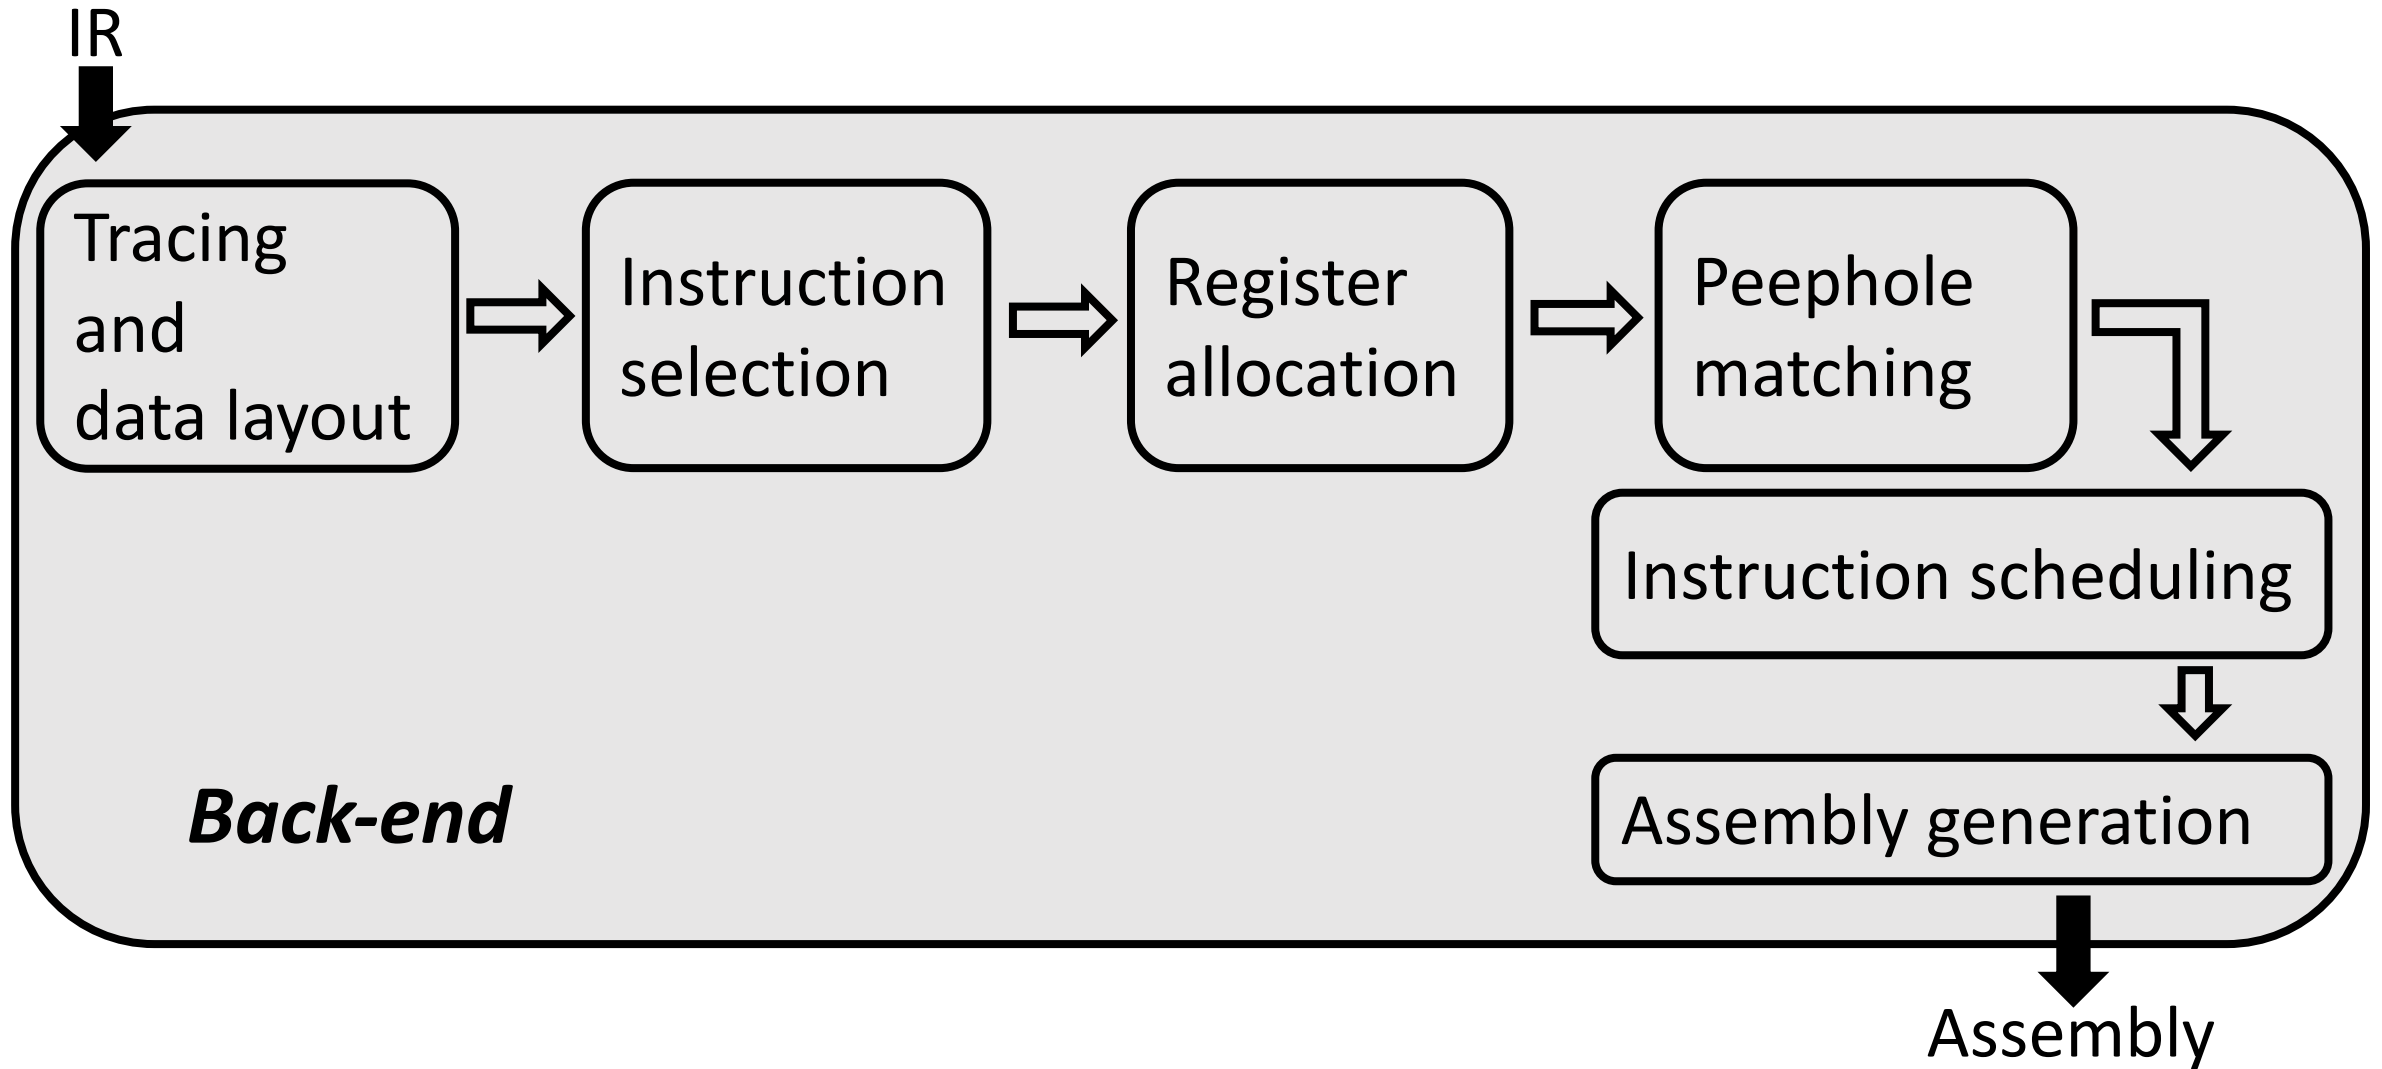 IR
Tracing
and
data layout
Instruction
selection
Register
allocation
Peephole
matching
Instruction scheduling
Assembly generation
Back-end
Assembly